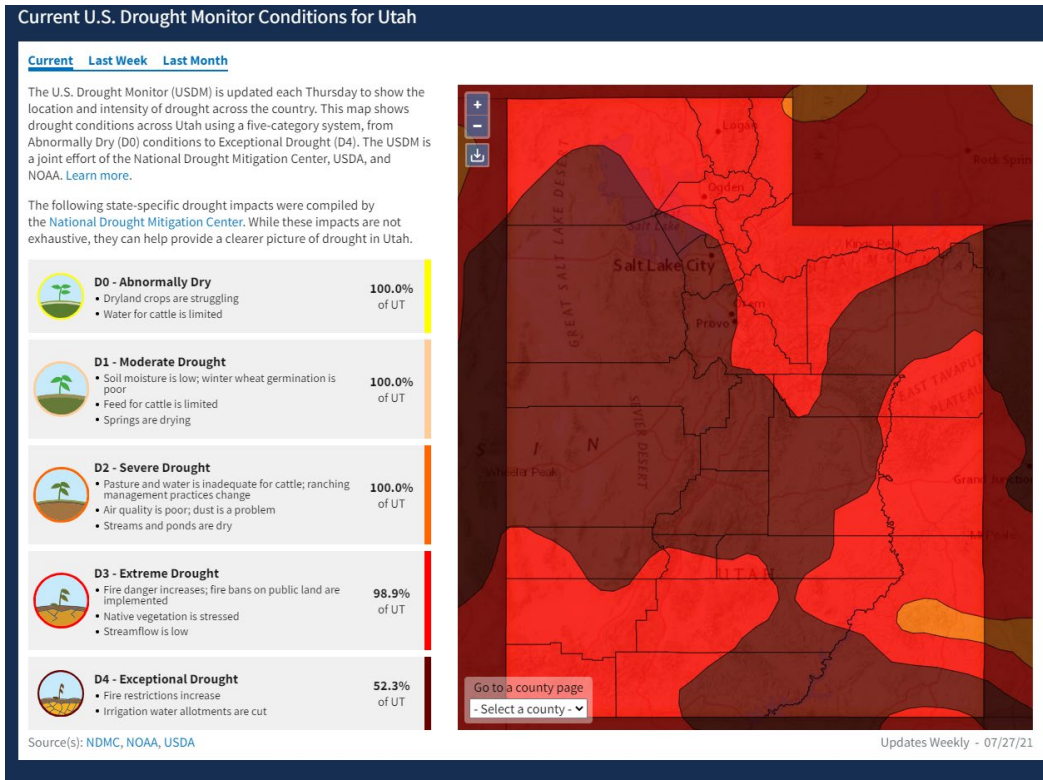 Current U.S. Drought Monitor Conditions for Utah
Current Last Week Last Month
The U.S. Drought Monitor (USDM) is updated each Thursday to show the
location and intensity of drought across the country. This map shows
drought conditions across Utah using a five-category system, from
Abnormally Dry (D0) conditions to Exceptional Drought (D4). The USDM is
a joint effort of the National Drought Mitigation Center, USDA, and
NOAA. Learn more.
The following state-specific drought impacts were compiled by
the National Drought Mitigation Center. While these impacts are not
exhaustive, they can help provide a clearer picture of drought in Utah.
D0 - Abnormally Dry
• Dryland crops are struggling
• Water for cattle is limited
100.0%
of UT
D1 - Moderate Drought
• Soil moisture is low; winter wheat germination is
poor
• Feed for cattle is limited
• Springs are drying
100.0%
of UT
D2 - Severe Drought
• Pasture and water is inadequate for cattle; ranching
management practices change
• Air quality is poor; dust is a problem
• Streams and ponds are dry
100.0%
of UT
D3 - Extreme Drought
• Fire danger increases; fire bans on public land are
implemented
• Native vegetation is stressed
• Streamflow is low
98.9%
of UT
D4 - Exceptional Drought
• Fire restrictions increase
• Irrigation water allotments are cut
52.3%
of UT
Source(s): NDMC, NOAA, USDA
+
−
Logan
Rock Sprin
Ogden
GREAT SALT LAKE DESERT
Salt Lake
Kings Peak
Salt Lake City
Orem
Provo
EAST TAVAPUT
PLATEAU
SEVIER DESERT
S I N
Wheeler Peak
Grand Junction
UTAH
Go to a county page
- Select a county -
Updates Weekly - 07/27/21